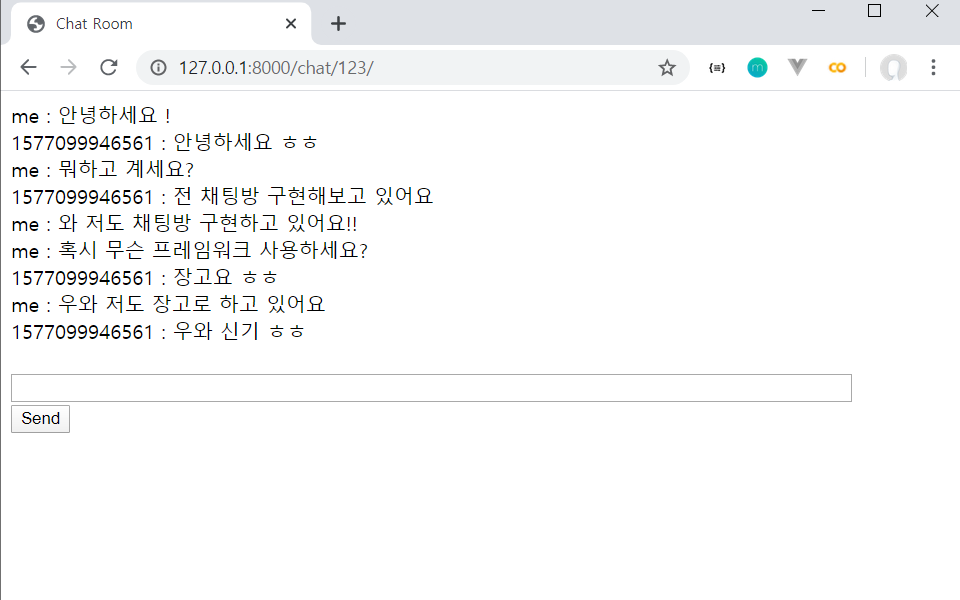 Chat Room
127.0.0.1:8000/chat/123/
me : 안녕하세요 !
1577099946561 : 안녕하세요 ㅎㅎ
me : 뭐하고 계세요?
1577099946561 : 전 채팅방 구현해보고 있어요
me : 와 저도 채팅방 구현하고 있어요!!
me : 혹시 무슨 프레임워크 사용하세요?
1577099946561 : 장고요 ㅎㅎ
me : 우와 저도 장고로 하고 있어요
1577099946561 : 우와 신기 ㅎㅎ
Send